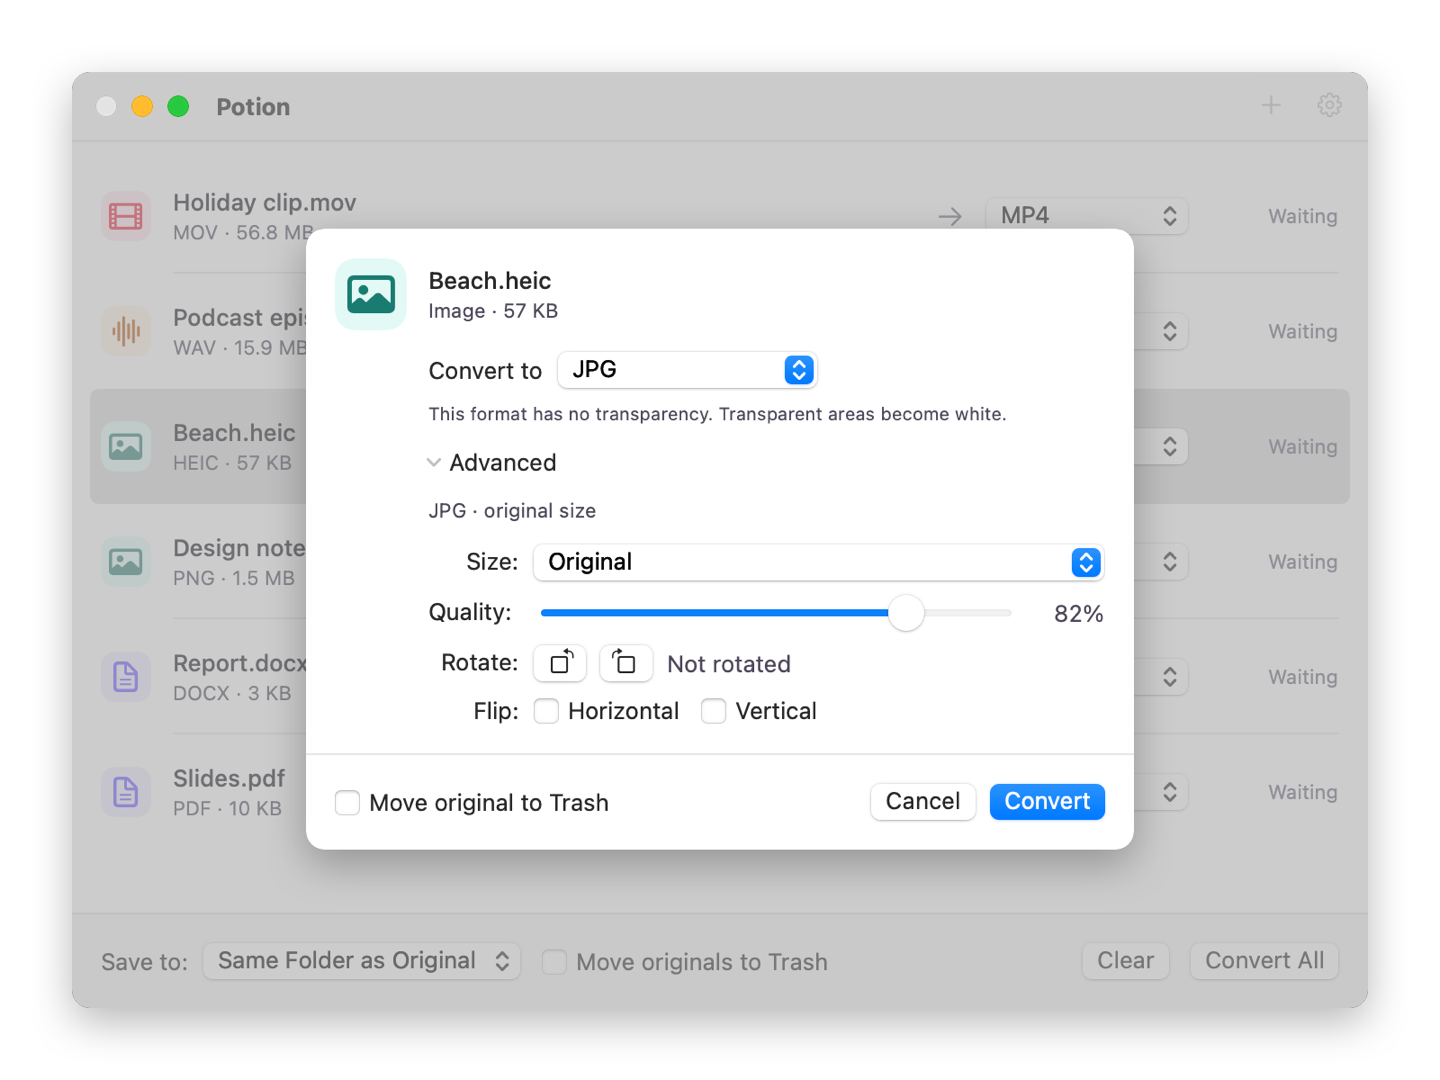 Potion
Holiday clip.mov
MOV · 56.8 MB
MP4
Waiting
Podcast epi
WAV · 15.9 MB
Waiting
Beach.heic
HEIC · 57 KB
Waiting
Design note
PNG · 1.5 MB
Waiting
Report.docx
DOCX · 3 KB
Waiting
Slides.pdf
PDF · 10 KB
Waiting
Beach.heic
Image · 57 KB
Convert to JPG
This format has no transparency. Transparent areas become white.
Advanced
JPG · original size
Size: Original
Quality: 82%
Rotate: Not rotated
Flip: Horizontal Vertical
Move original to Trash Cancel Convert
Save to: Same Folder as Original Move originals to Trash Clear Convert All